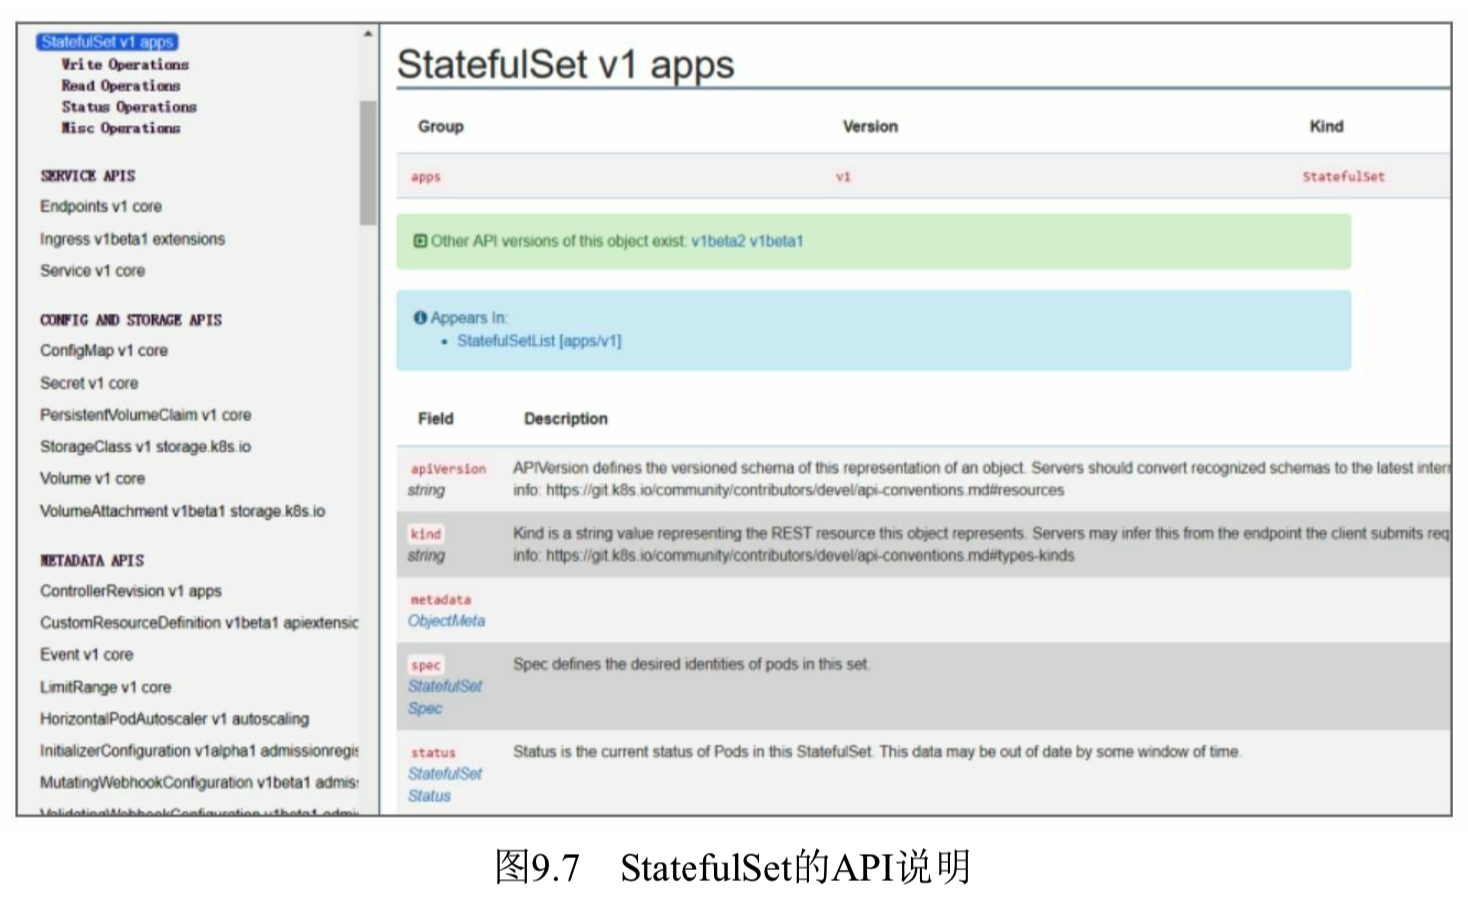 StatefulSet v1 apps
Write Operations
Read Operations
Status Operations
Misc Operations
SERVICE APIS
Endpoints v1 core
Ingress v1beta1 extensions
Service v1 core
CONFIG AND STORAGE APIS
ConfigMap v1 core
Secret v1 core
PersistentVolumeClaim v1 core
StorageClass v1 storage.k8s.io
Volume v1 core
VolumeAttachment v1beta1 storage.k8s.io
METADATA APIS
ControllerRevision v1 apps
CustomResourceDefinition v1beta1 apiextensic
Event v1 core
LimitRange v1 core
HorizontalPodAutoscaler v1 autoscaling
InitializerConfiguration v1alpha1 admissionregis
MutatingWebhookConfiguration v1beta1 admis
ValidatingWebhookConfiguration v1beta1 admi
StatefulSet v1 apps
Group Version Kind
apps v1 StatefulSet
Other API versions of this object exist: v1beta2 v1beta1
Appears In:
• StatefulSetList [apps/v1]
Field Description
apiVersion APIVersion defines the versioned schema of this representation of an object. Servers should convert recognized schemas to the latest interr
string info: https://git.k8s.io/community/contributors/devel/api-conventions.md#resources
kind Kind is a string value representing the REST resource this object represents. Servers may infer this from the endpoint the client submits req
string info: https://git.k8s.io/community/contributors/devel/api-conventions.md#types-kinds
metadata
ObjectMeta
spec Spec defines the desired identities of pods in this set.
StatefulSet
Spec
status Status is the current status of Pods in this StatefulSet. This data may be out of date by some window of time.
StatefulSet
Status
图9.7 StatefulSet的API说明